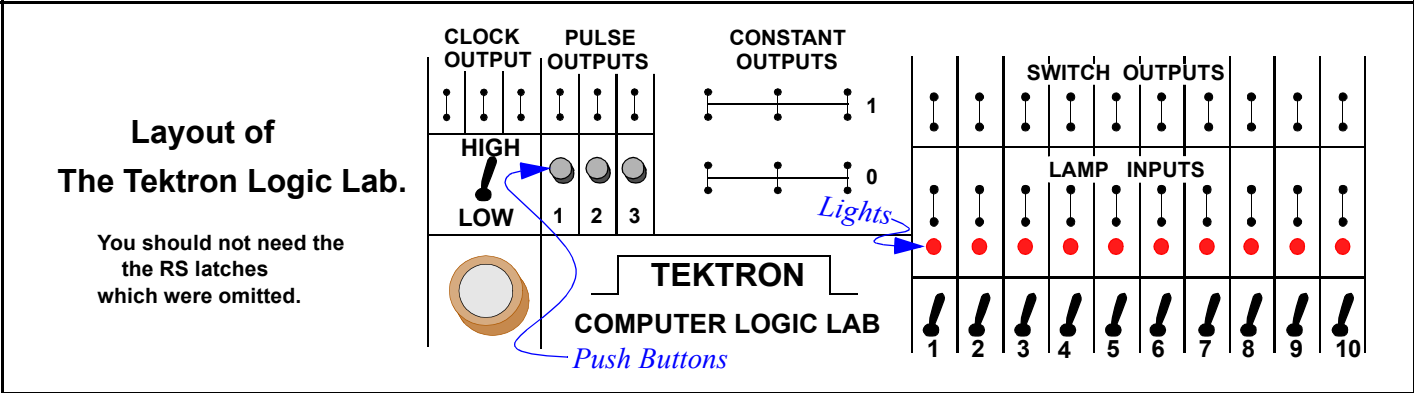 Layout of
The Tektron Logic Lab.
You should not need the
the RS latches
which were omitted.
CLOCK
OUTPUT
PULSE
OUTPUTS
CONSTANT
OUTPUTS
1
0
HIGH
LOW
1 2 3
Lights
TEKTRON
COMPUTER LOGIC LAB
Push Buttons
SWITCH OUTPUTS
LAMP INPUTS
1 2 3 4 5 6 7 8 9 10